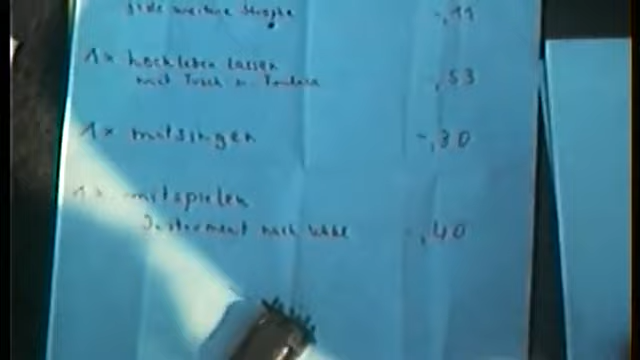 jede weitere Strophe -,11
1x hochleben lassen
mit Tusch -,53
1x mitsingen -,30
1x mitspielen
Instrument nach Wahl -,40